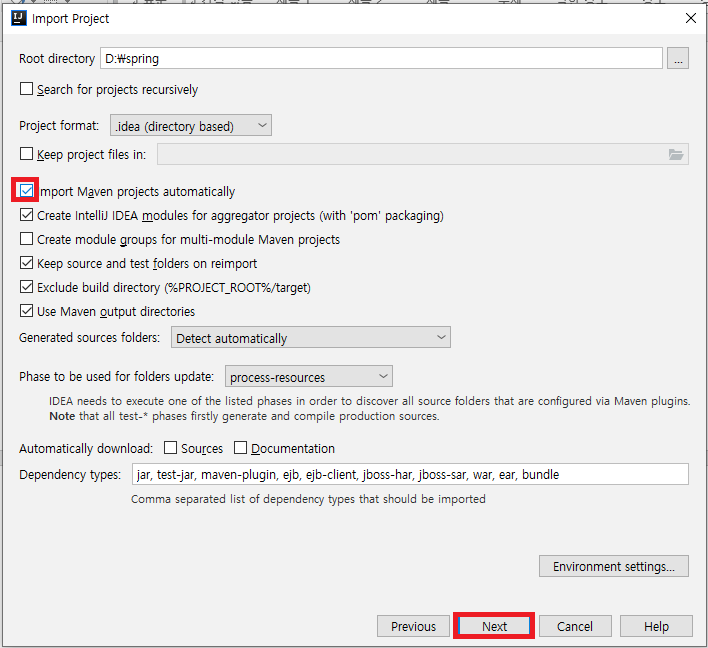 IJ Import Project
Root directory D:₩spring ...
Search for projects recursively
Project format: .idea (directory based)
Keep project files in:
mport Maven projects automatically
Create IntelliJ IDEA modules for aggregator projects (with 'pom' packaging)
Create module groups for multi-module Maven projects
Keep source and test folders on reimport
Exclude build directory (%PROJECT_ROOT%/target)
Use Maven output directories
Generated sources folders: Detect automatically
Phase to be used for folders update: process-resources
IDEA needs to execute one of the listed phases in order to discover all source folders that are configured via Maven plugins.
Note that all test-* phases firstly generate and compile production sources.
Automatically download: Sources Documentation
Dependency types: jar, test-jar, maven-plugin, ejb, ejb-client, jboss-har, jboss-sar, war, ear, bundle
Comma separated list of dependency types that should be imported
Environment settings...
Previous Next Cancel Help